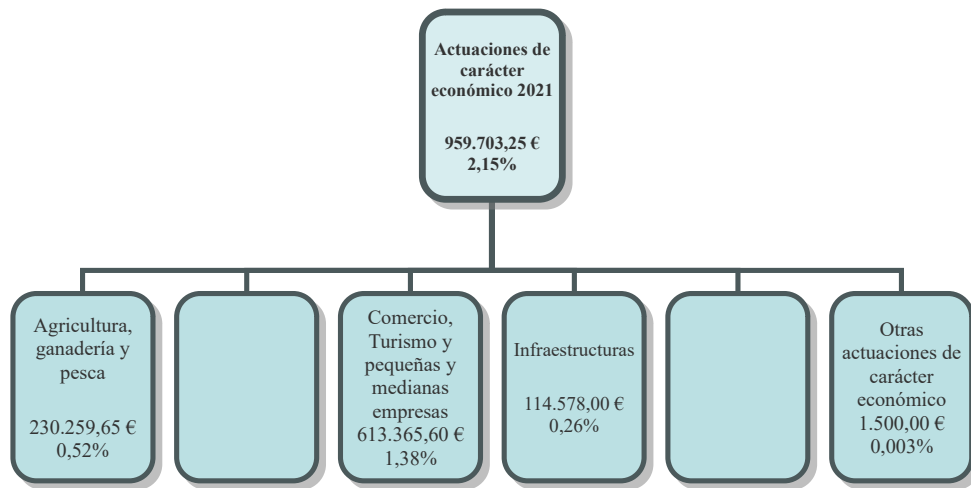 Actuaciones de
carácter
económico 2021
959.703,25 €
2,15%
Agricultura,
ganadería y
pesca
230.259,65 €
0,52%
Comercio,
Turismo y
pequeñas y
medianas
empresas
613.365,60 €
1,38%
Infraestructuras
114.578,00 €
0,26%
Otras
actuaciones de
carácter
económico
1.500,00 €
0,003%